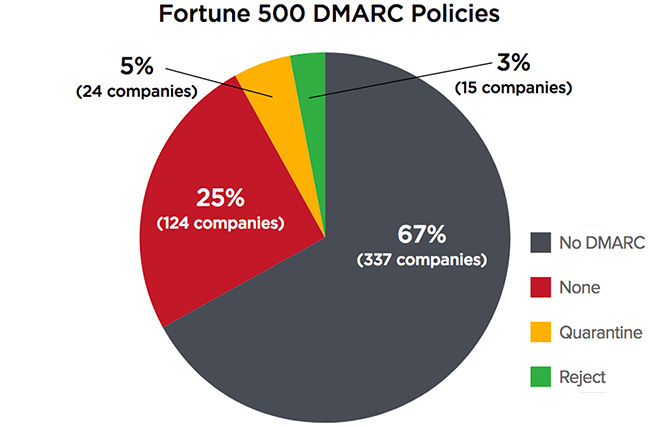 Fortune 500 DMARC Policies
5%
(24 companies)
3%
(15 companies)
25%
(124 companies)
67%
(337 companies)
No DMARC
None
Quarantine
Reject